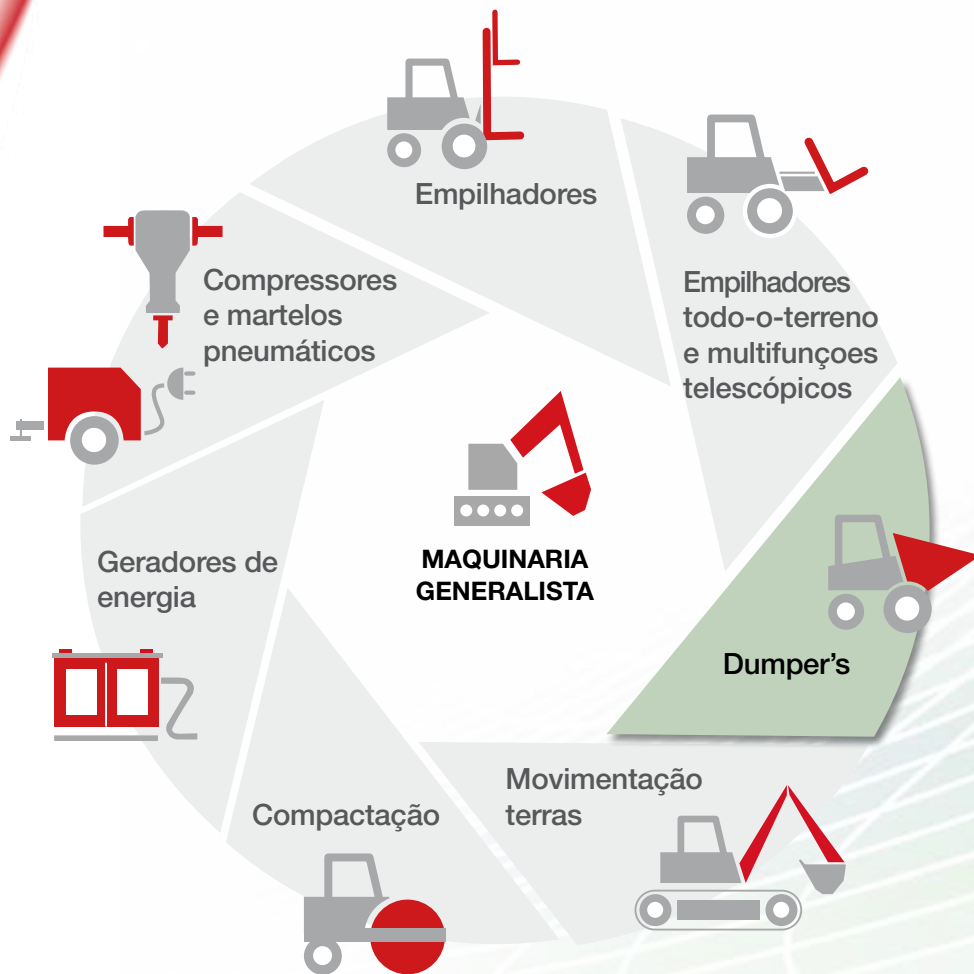 Empilhadores
Empilhadores
todo-o-terreno
e multifunçoes
telescópicos
Compressores
e martelos
pneumáticos
MAQUINARIA
GENERALISTA
Geradores de
energia
Dumper's
Movimentação
terras
Compactação